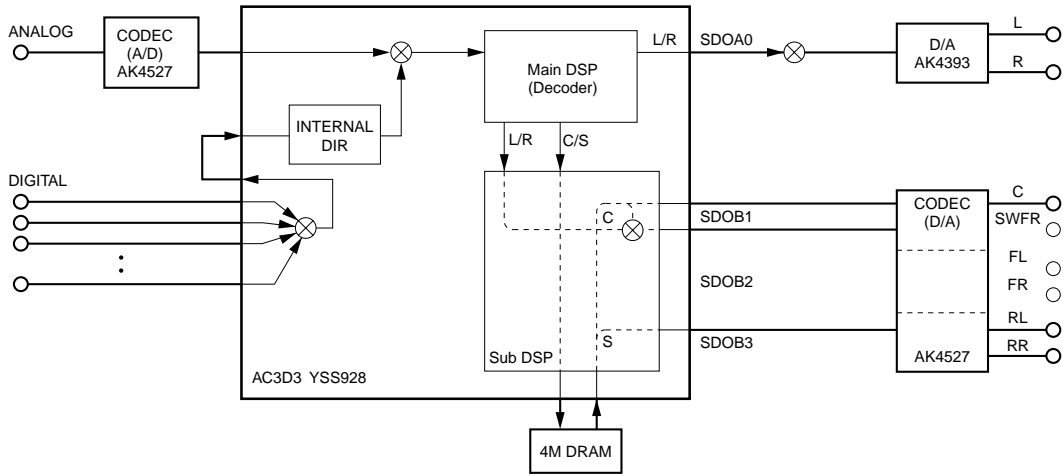 ANALOG
CODEC
(A/D)
AK4527
Main DSP
(Decoder)
L/R
SDOA0
D/A
AK4393
L
R
INTERNAL
DIR
L/R
C/S
DIGITAL
:
C
SDOB1
SDOB2
S
SDOB3
Sub DSP
CODEC
(D/A)
AK4527
C
SWFR
FL
FR
RL
RR
AC3D3 YSS928
4M DRAM